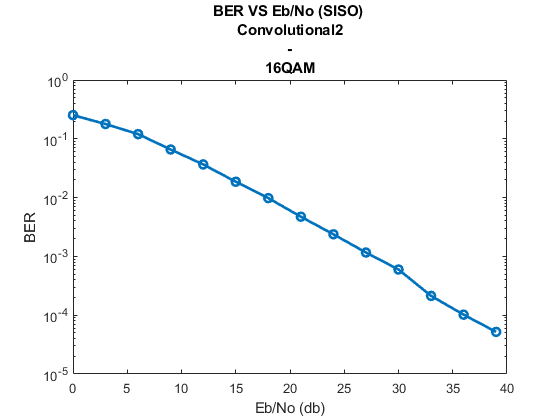 BER VS Eb/No (SISO)
Convolutional2
-
16QAM
10^0
10^-1
10^-2
10^-3
10^-4
10^-5
BER
0 5 10 15 20 25 30 35 40
Eb/No (db)